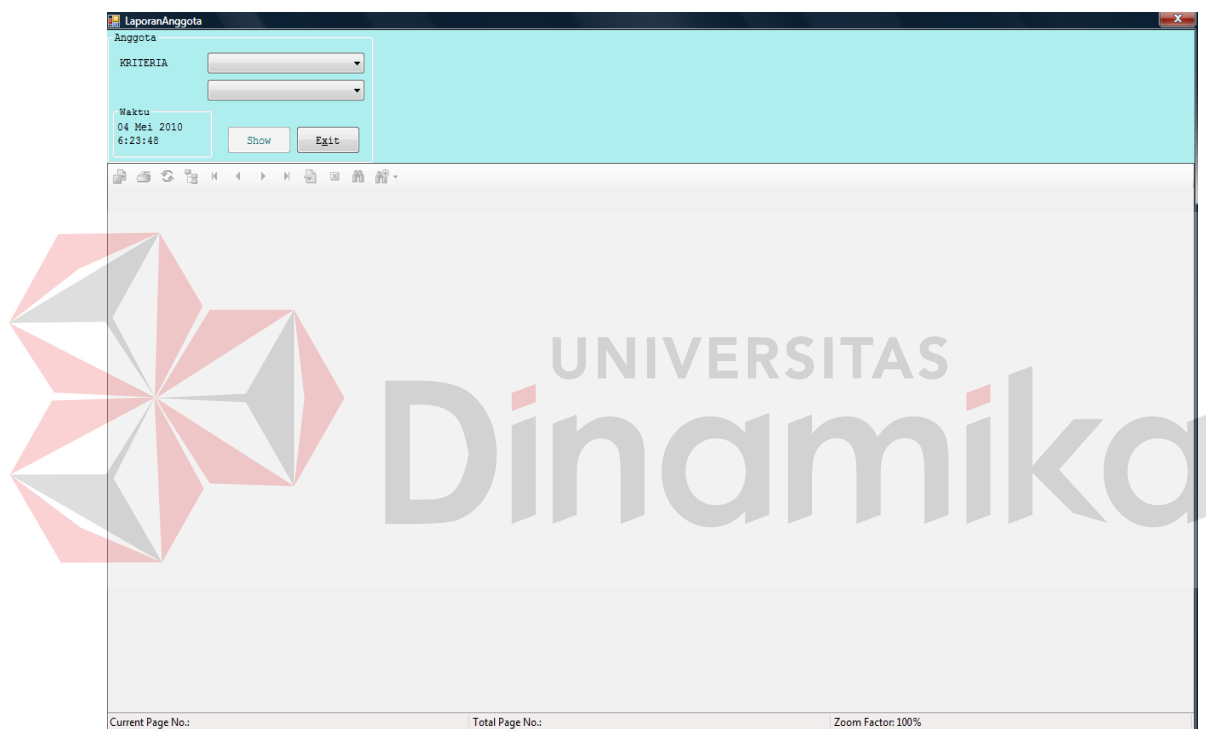 LaporanAnggota
Anggota
KRITERIA
Waktu
04 Mei 2010
6:23:48
Show
Exit
UNIVERSITAS
Dinamika
Current Page No.:
Total Page No.:
Zoom Factor: 100%